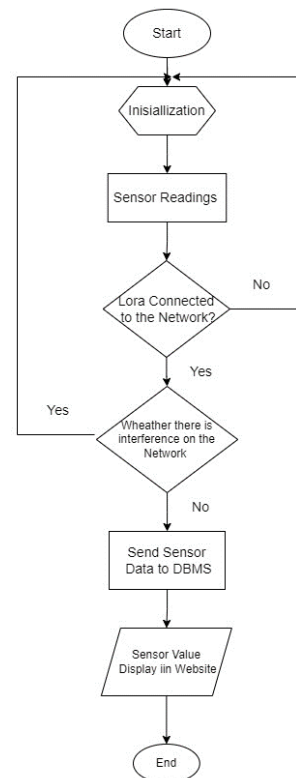 Start
Inisiallization
Sensor Readings
Lora Connected
to the Network?
No
Yes
Yes
Wheather there is
interference on the
Network
No
Send Sensor
Data to DBMS
Sensor Value
Display iin Website
End